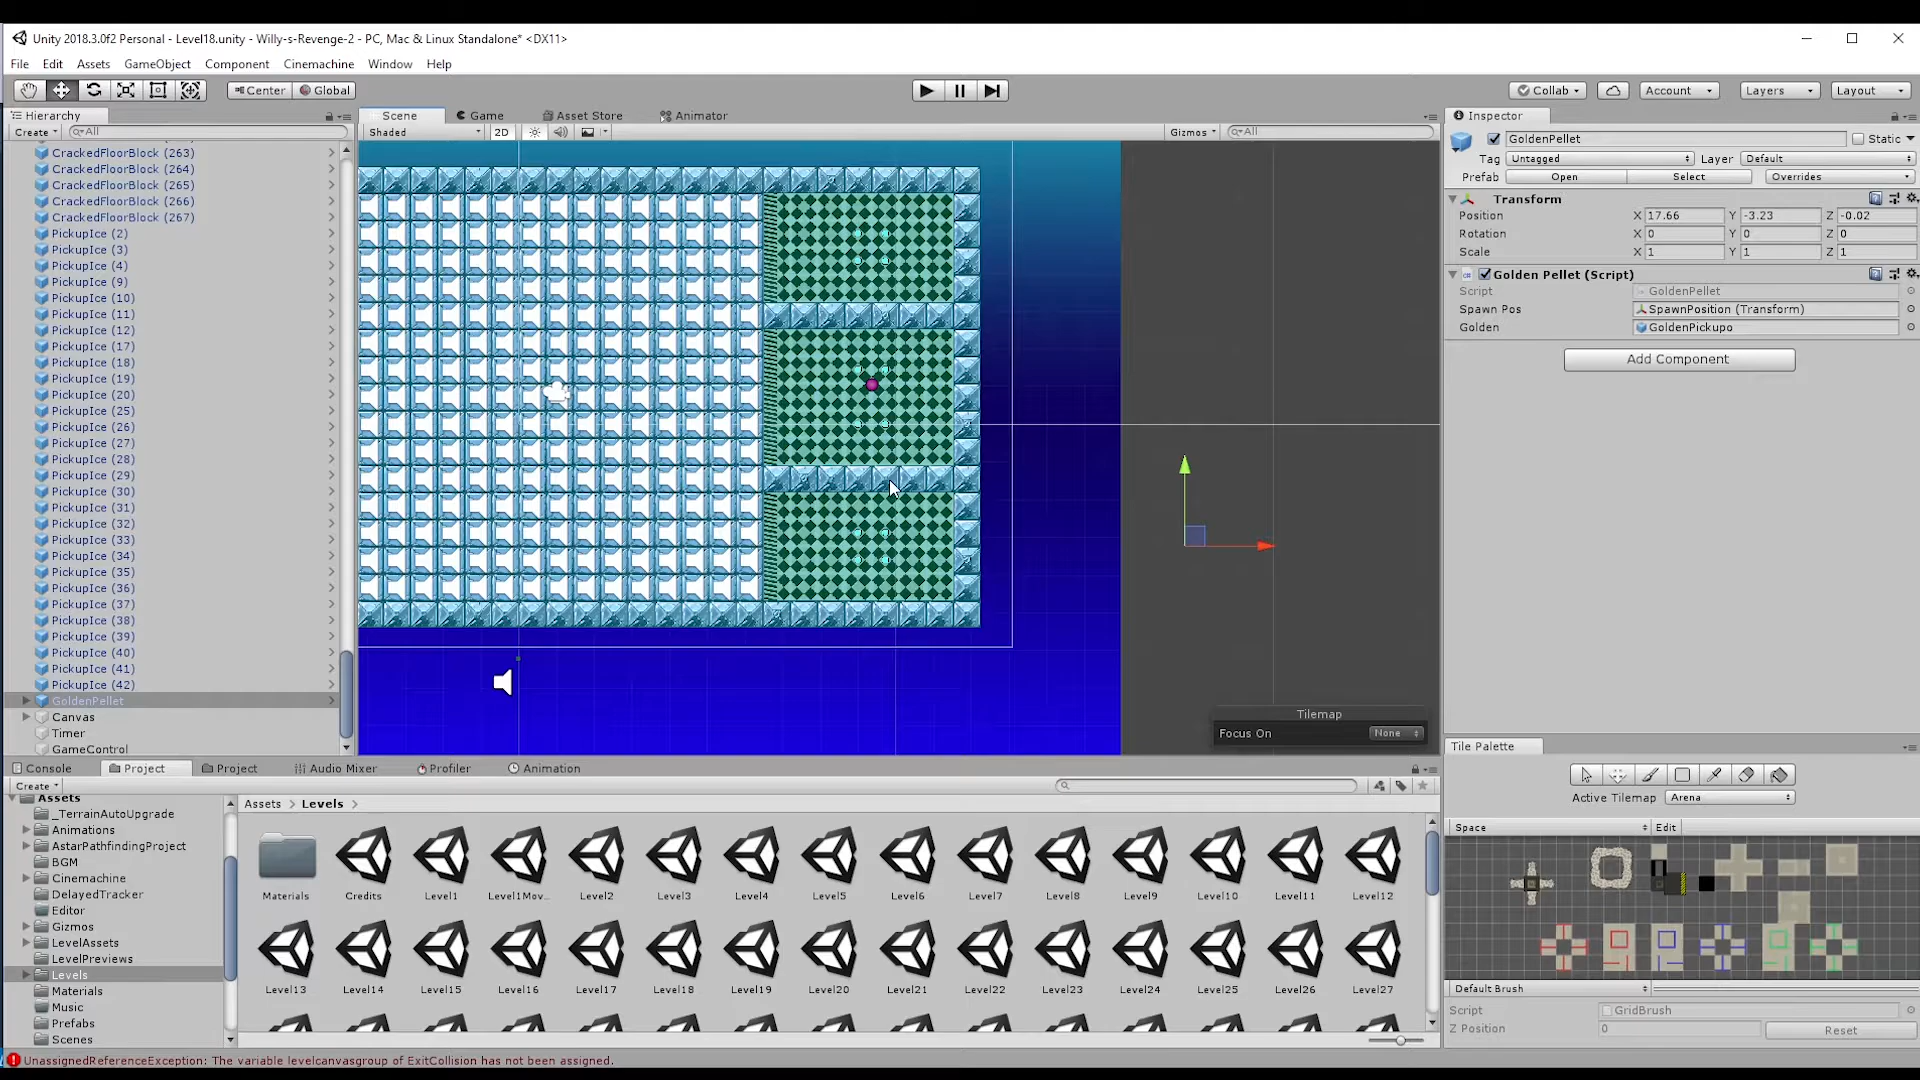 Unity 2018.3.0f2 Personal - Level18.unity - Willy-s-Revenge-2 - PC, Mac & Linux Standalone* <DX11>
File Edit Assets GameObject Component Cinemachine Window Help
Center Global Collab Account Layers Layout
Hierarchy
Create All
CrackedFloorBlock (263)
CrackedFloorBlock (264)
CrackedFloorBlock (265)
CrackedFloorBlock (266)
CrackedFloorBlock (267)
PickupIce (2)
PickupIce (3)
PickupIce (4)
PickupIce (9)
PickupIce (10)
PickupIce (11)
PickupIce (12)
PickupIce (17)
PickupIce (18)
PickupIce (19)
PickupIce (20)
PickupIce (25)
PickupIce (26)
PickupIce (27)
PickupIce (28)
PickupIce (29)
PickupIce (30)
PickupIce (31)
PickupIce (32)
PickupIce (33)
PickupIce (34)
PickupIce (35)
PickupIce (36)
PickupIce (37)
PickupIce (38)
PickupIce (39)
PickupIce (40)
PickupIce (41)
PickupIce (42)
GoldenPellet
Canvas
Timer
GameControl
Scene Game Asset Store Animator
Shaded 2D Gizmos All
Tilemap
Focus On None
Inspector
GoldenPellet Static
Tag Untagged Layer Default
Prefab Open Select Overrides
Transform
Position X 17.66 Y -3.23 Z -0.02
Rotation X 0 Y 0 Z 0
Scale X 1 Y 1 Z 1
Golden Pellet (Script)
Script GoldenPellet
Spawn Pos SpawnPosition (Transform)
Golden GoldenPickupo
Add Component
Tile Palette
Active Tilemap Arena
Space Edit
Default Brush
Script GridBrush
Z Position 0 Reset
Console Project Project Audio Mixer Profiler Animation
Create
Assets
_TerrainAutoUpgrade
Animations
AstarPathfindingProject
BGM
Cinemachine
DelayedTracker
Editor
Gizmos
LevelAssets
LevelPreviews
Levels
Materials
Music
Prefabs
Scenes
Assets > Levels >
Materials Credits Level1 Level1Mov... Level2 Level3 Level4 Level5 Level6 Level7 Level8 Level9 Level10 Level11 Level12
Level13 Level14 Level15 Level16 Level17 Level18 Level19 Level20 Level21 Level22 Level23 Level24 Level25 Level26 Level27
UnassignedReferenceException: The variable levelcanvasgroup of ExitCollision has not been assigned.